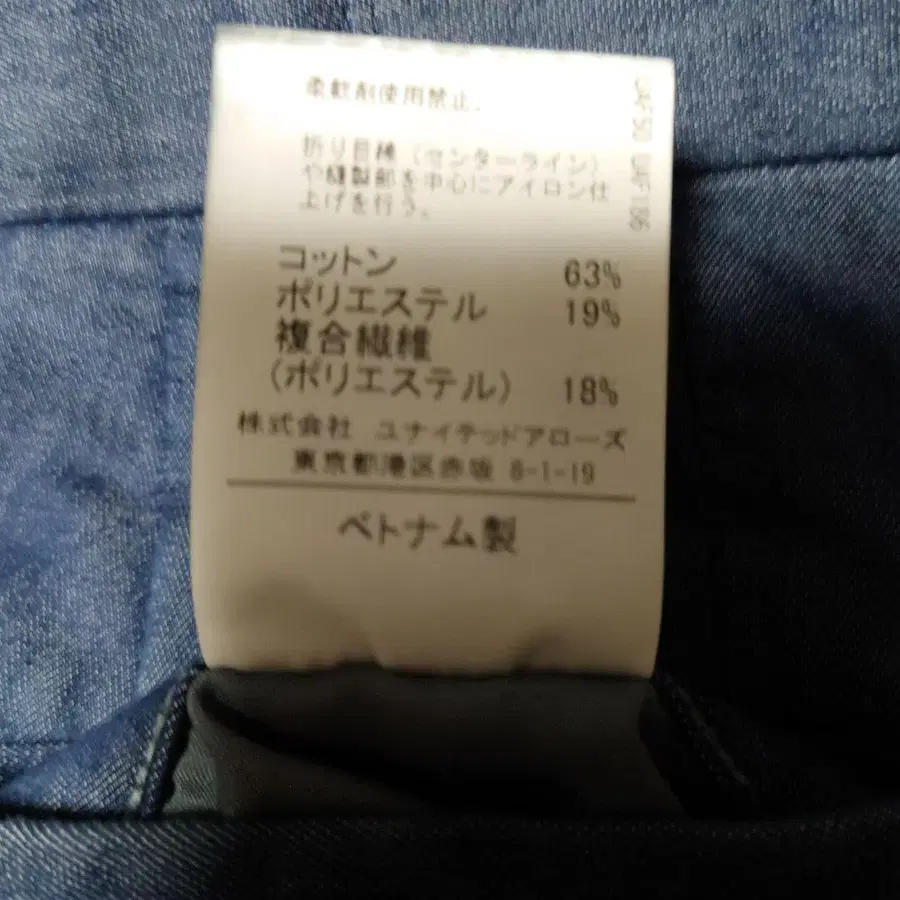 柔軟剤使用禁止.
折り目線（センターライン）
や縫製部を中心にアイロン仕
上げを行う。
コットン 63%
ポリエステル 19%
複合繊維
(ポリエステル) 18%
株式会社 ユナイテッドアローズ
東京都港区赤坂 8-1-19
ベトナム製
UAF50 UAF186